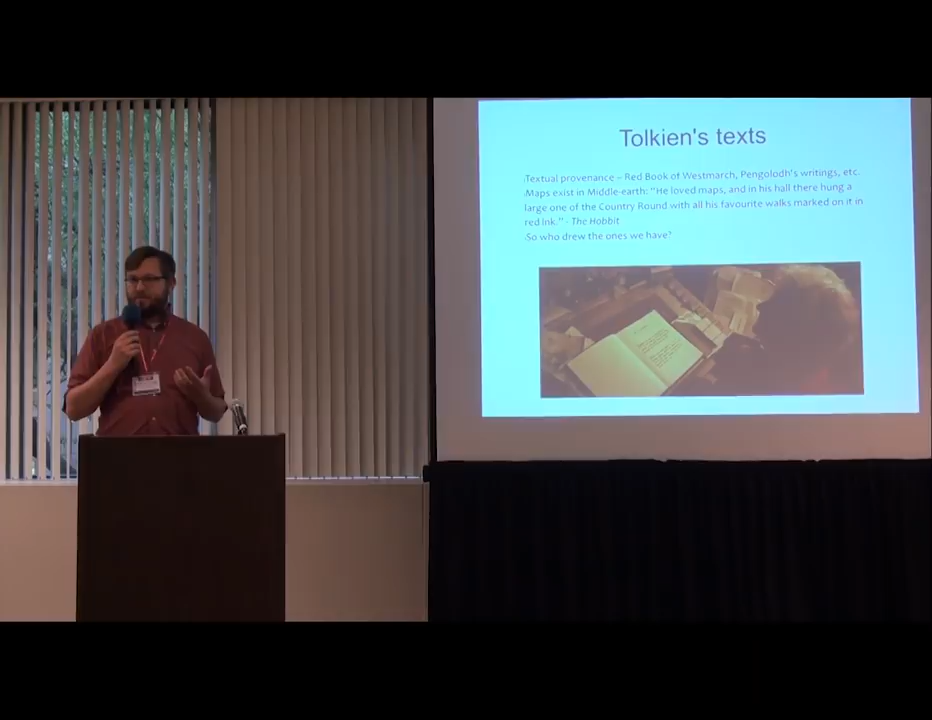 Tolkien's texts
Textual provenance – Red Book of Westmarch, Pengolodh's writings, etc.
Maps exist in Middle-earth: "He loved maps, and in his hall there hung a
large one of the Country Round with all his favourite walks marked on it in
red ink." - The Hobbit
So who drew the ones we have?